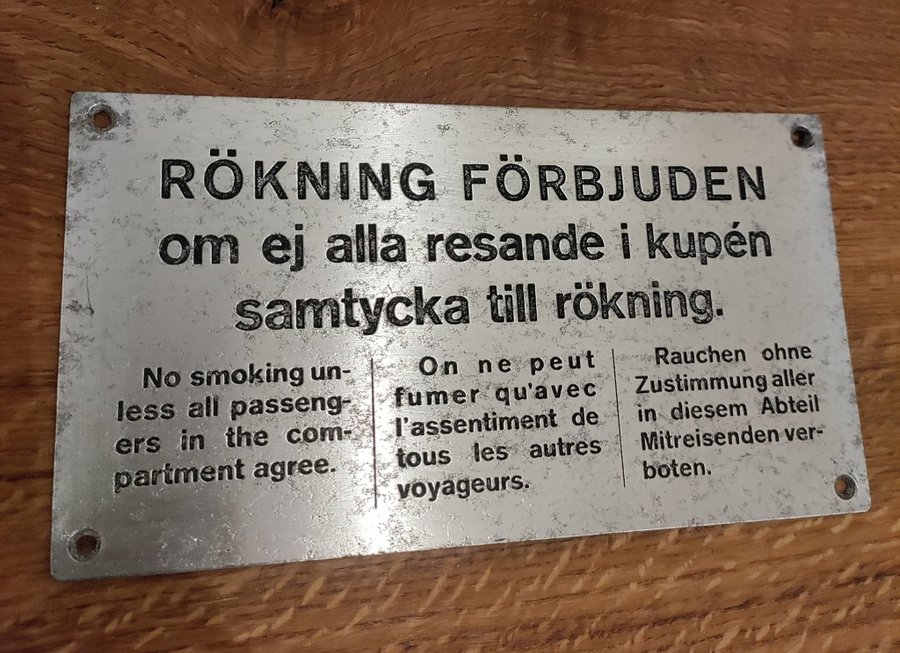 RÖKNING FÖRBJUDEN
om ej alla resande i kupén
samtycka till rökning.
No smoking un-
less all passeng-
ers in the com-
partment agree.
On ne peut
fumer qu'avec
l'assentiment de
tous les autres
voyageurs.
Rauchen ohne
Zustimmung aller
in diesem Abteil
Mitreisenden ver-
boten.